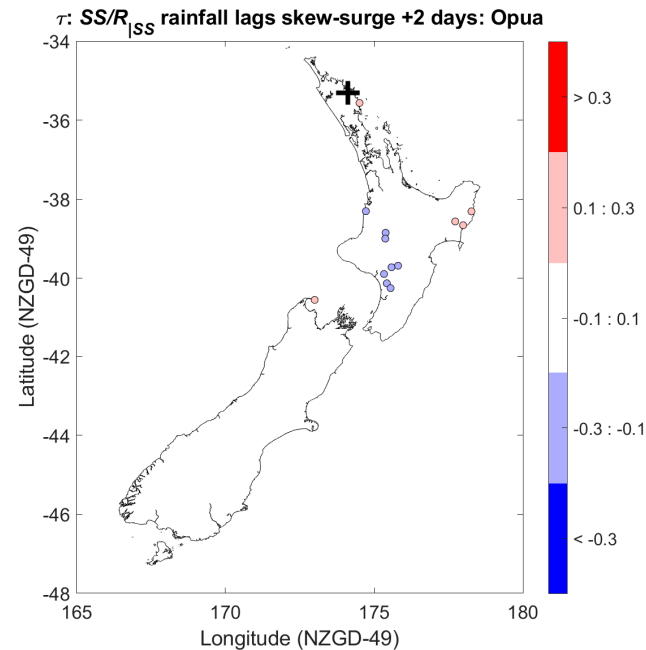 τ: SS/R|SS rainfall lags skew-surge +2 days: Opua
-34
-36
-38
-40
-42
-44
-46
-48
165
170
175
180
Longitude (NZGD-49)
Latitude (NZGD-49)
> 0.3
0.1 : 0.3
-0.1 : 0.1
-0.3 : -0.1
< -0.3